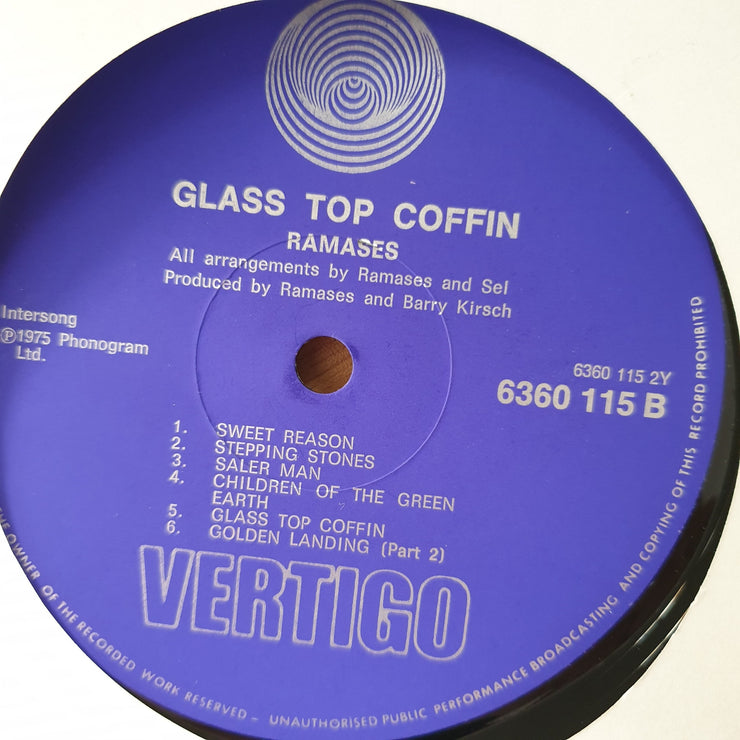 GLASS TOP COFFIN
RAMASES
All arrangements by Ramases and Sel
Produced by Ramases and Barry Kirsch
Intersong
Ⓟ1975 Phonogram
Ltd.
6360 115 2Y
6360 115 B
1. SWEET REASON
2. STEPPING STONES
3. SALER MAN
4. CHILDREN OF THE GREEN
EARTH
5. GLASS TOP COFFIN
6. GOLDEN LANDING (Part 2)
VERTIGO
THE OWNER OF THE RECORDED WORK RESERVED – UNAUTHORISED PUBLIC PERFORMANCE BROADCASTING AND COPYING OF THIS RECORD PROHIBITED